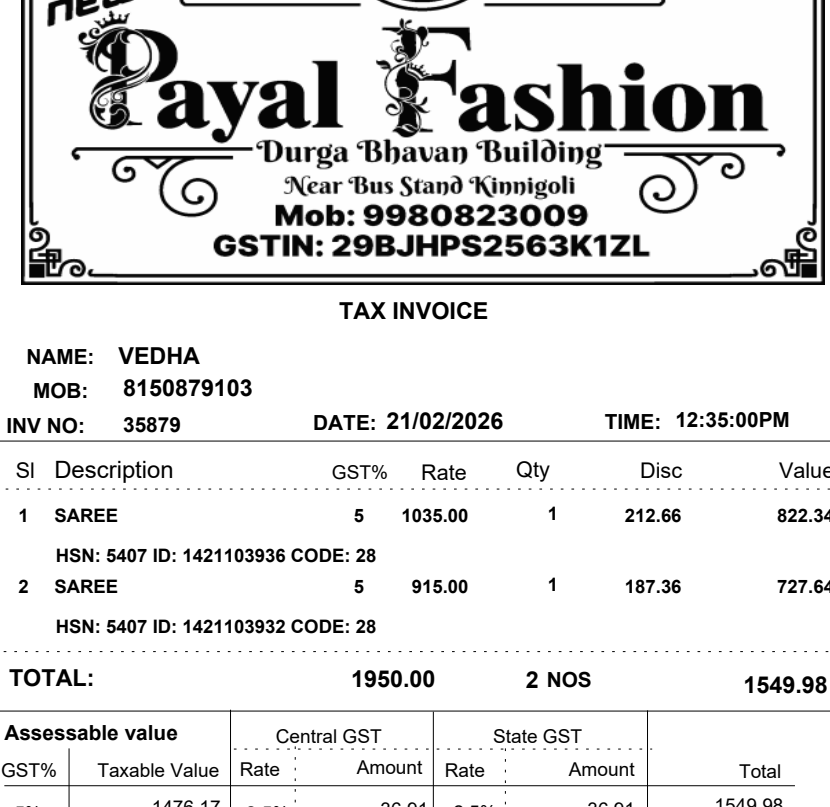 new
Payal Fashion
Durga Bhavan Building
Near Bus Stand Kinnigoli
Mob: 9980823009
GSTIN: 29BJHPS2563K1ZL
TAX INVOICE
NAME: VEDHA
MOB: 8150879103
INV NO: 35879 DATE: 21/02/2026 TIME: 12:35:00PM
Sl Description GST% Rate Qty Disc Value
1 SAREE 5 1035.00 1 212.66 822.34
HSN: 5407 ID: 1421103936 CODE: 28
2 SAREE 5 915.00 1 187.36 727.64
HSN: 5407 ID: 1421103932 CODE: 28
TOTAL: 1950.00 2 NOS 1549.98
Assessable value Central GST State GST
GST% Taxable Value Rate Amount Rate Amount Total
1476.17 36.91 36.91 1549.98